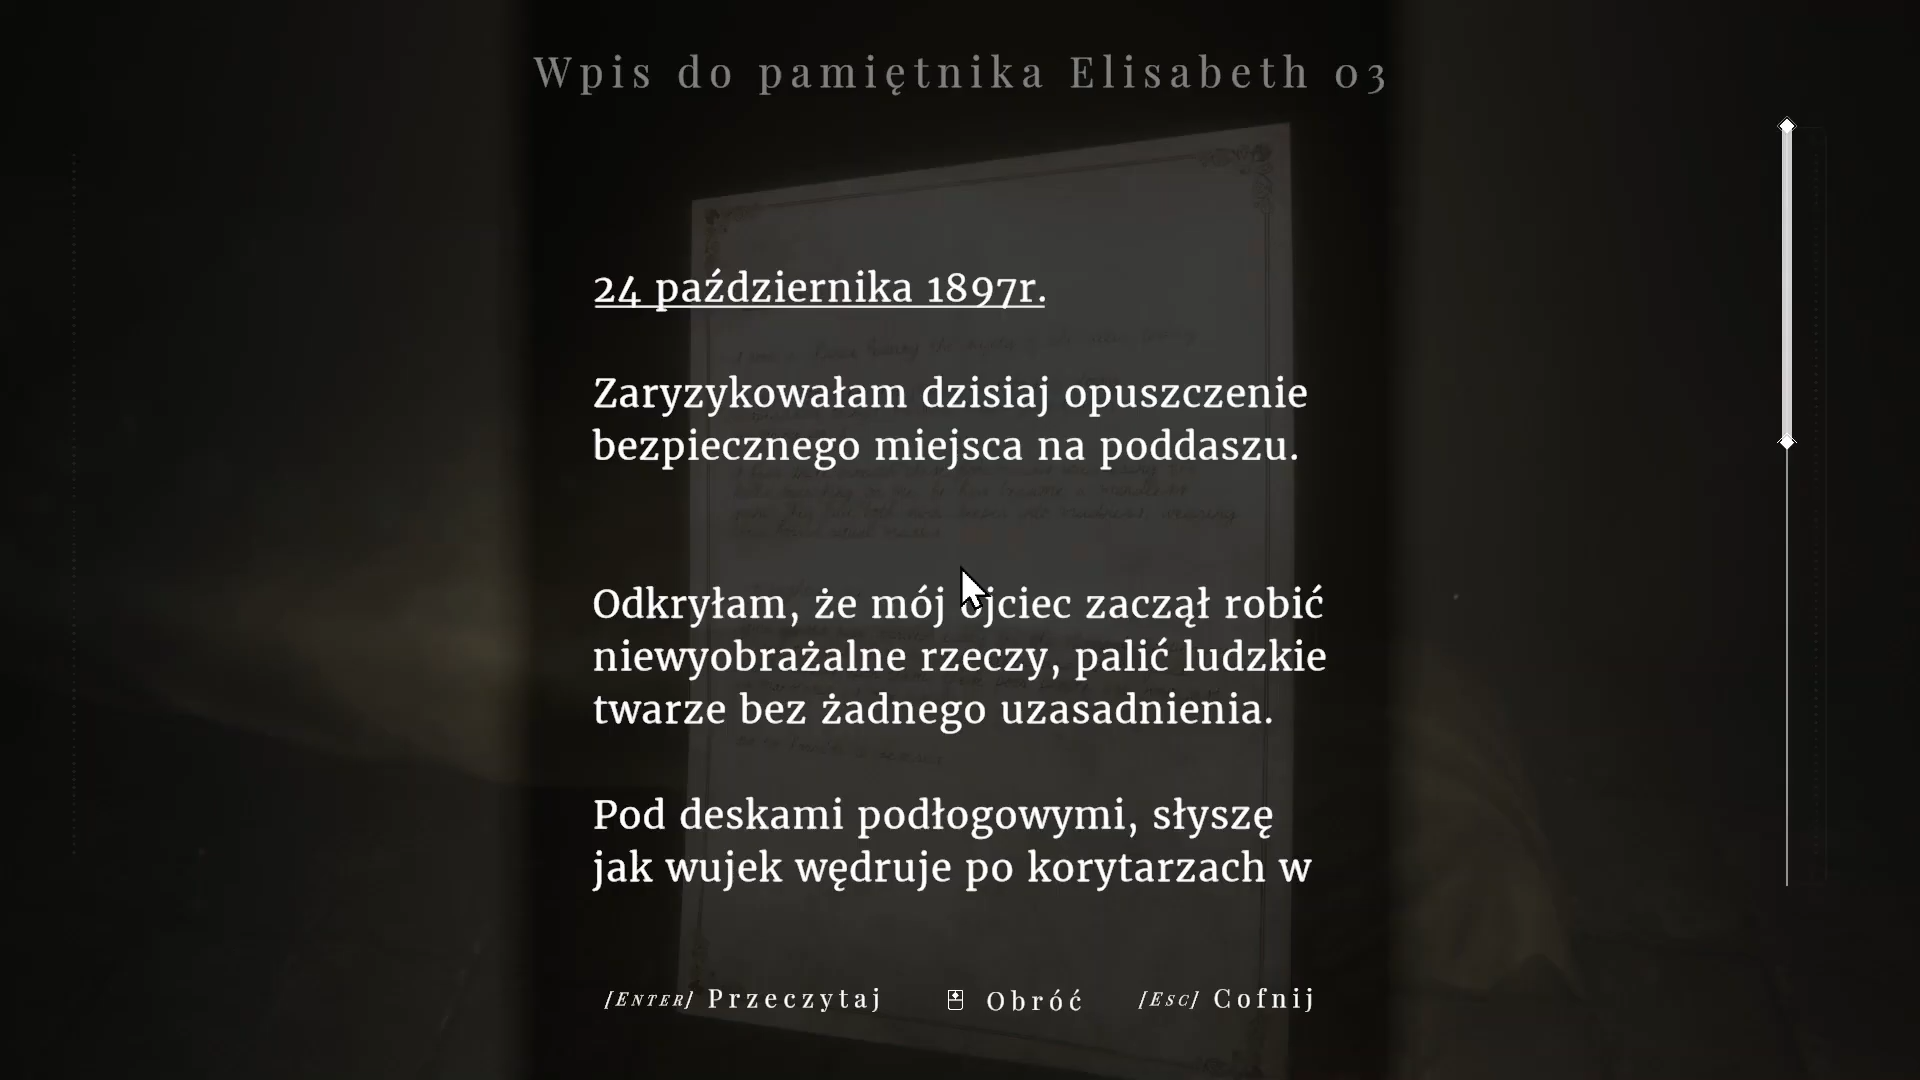 Wpis do pamiętnika Elisabeth 03
24 października 1897r.
Zaryzykowałam dzisiaj opuszczenie
bezpiecznego miejsca na poddaszu.
Odkryłam, że mój ojciec zaczął robić
niewyobrażalne rzeczy, palić ludzkie
twarze bez żadnego uzasadnienia.
Pod deskami podłogowymi, słyszę
jak wujek wędruje po korytarzach w
[Enter] Przeczytaj Obróć [Esc] Cofnij